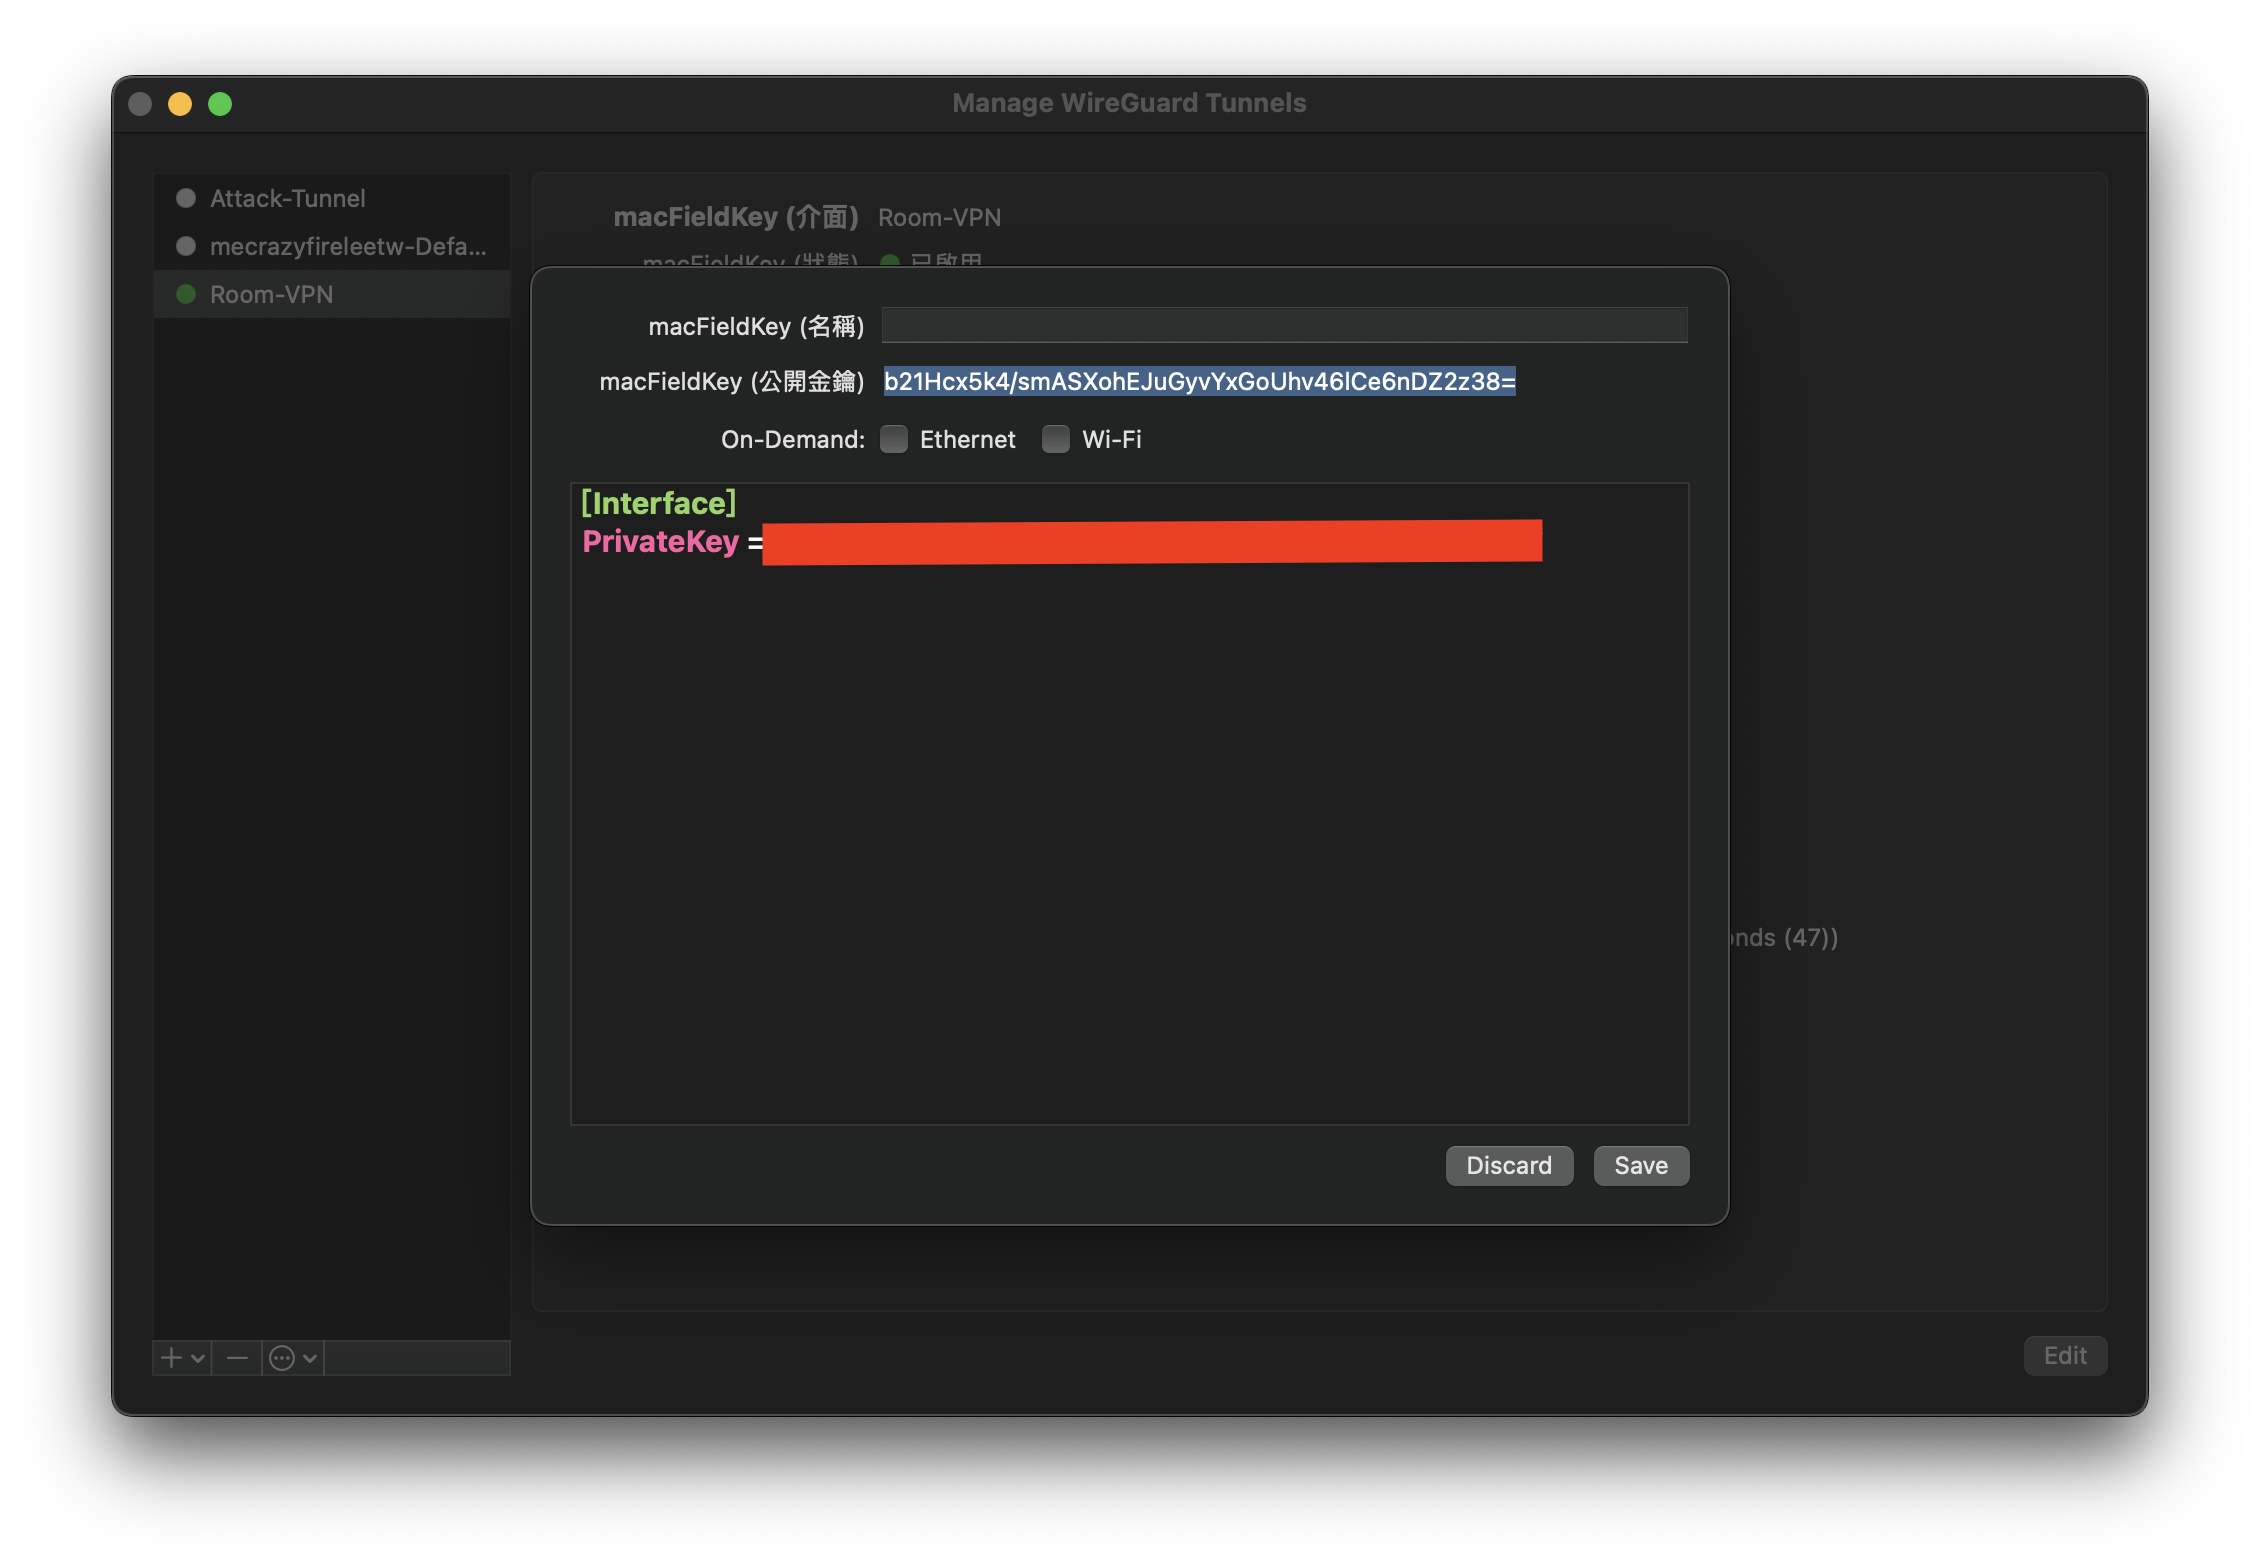 Manage WireGuard Tunnels
Attack-Tunnel
mecrazyfireleetw-Defa...
Room-VPN
macFieldKey (介面) Room-VPN
macFieldKey (狀態) 已啟用
macFieldKey (名稱)
macFieldKey (公開金鑰) b21Hcx5k4/smASXohEJuGyvYxGoUhv46lCe6nDZ2z38=
On-Demand: Ethernet Wi-Fi
[Interface]
PrivateKey =
onds (47))
Discard Save
Edit